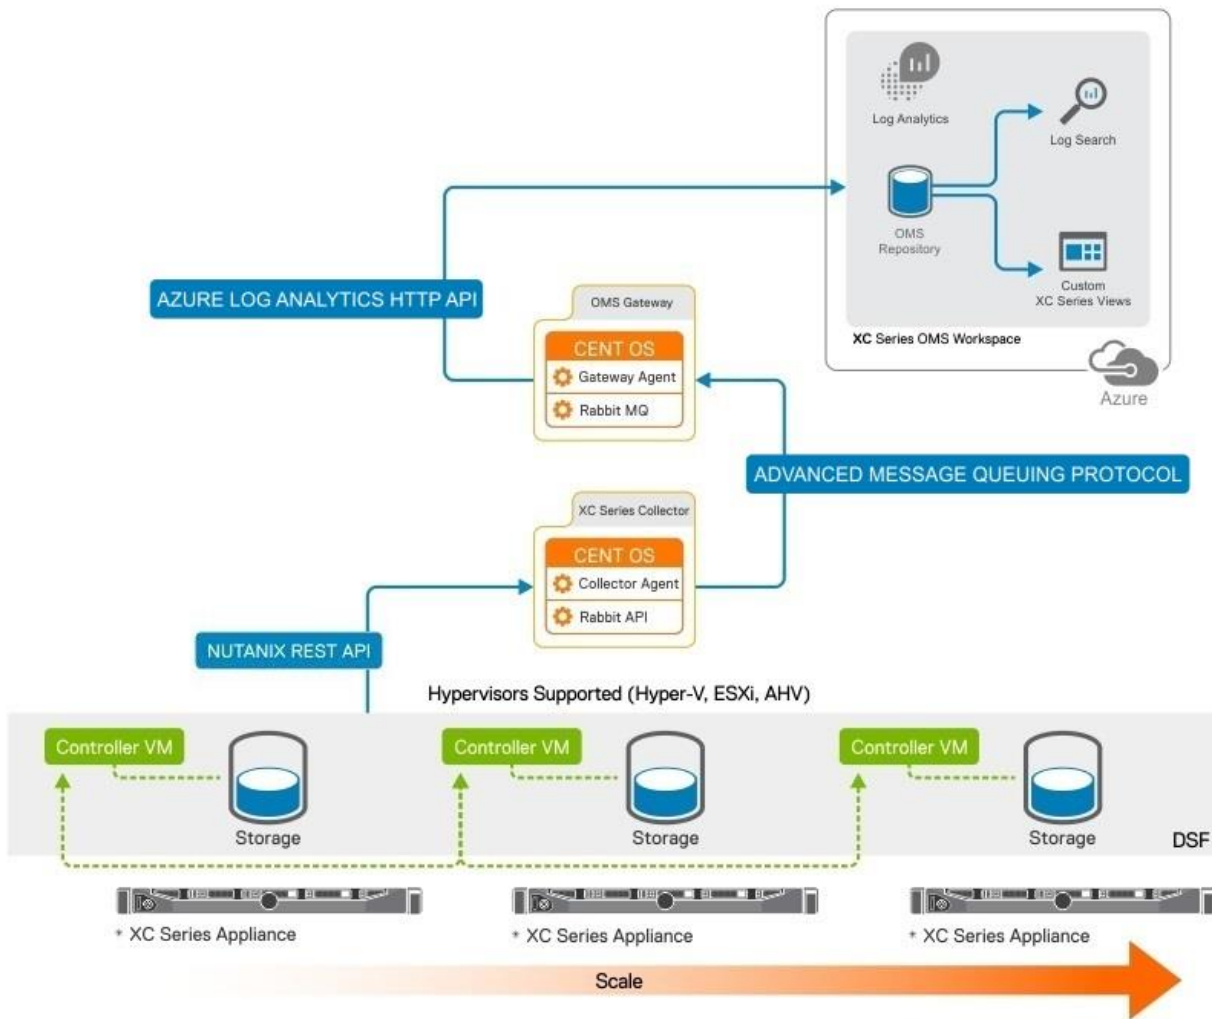 Log Analytics
Log Search
OMS
Repository
Custom
XC Series Views
XC Series OMS Workspace
Azure
AZURE LOG ANALYTICS HTTP API
OMS Gateway
CENT OS
Gateway Agent
Rabbit MQ
ADVANCED MESSAGE QUEUING PROTOCOL
XC Series Collector
CENT OS
Collector Agent
Rabbit API
NUTANIX REST API
Hypervisors Supported (Hyper-V, ESXi, AHV)
Controller VM
Controller VM
Controller VM
Storage
Storage
Storage
DSF
* XC Series Appliance
* XC Series Appliance
* XC Series Appliance
Scale